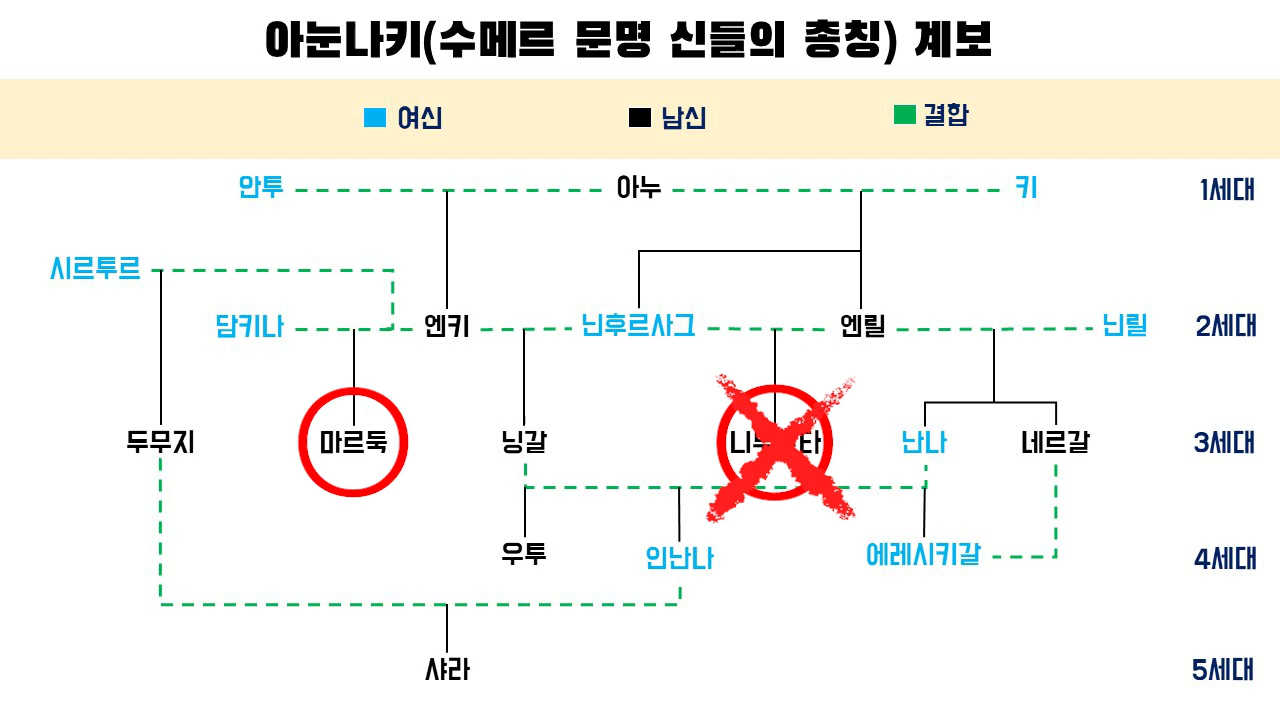 아눈나키(수메르 문명 신들의 총칭) 계보
여신 남신 결합
안투 아누 키 1세대
시르투르
담키나 엔키 닌후르사그 엔릴 닌릴 2세대
두무지 마르둑 닝갈 난나 네르갈 3세대
우투 인난나 에레시키갈 4세대
샤라 5세대